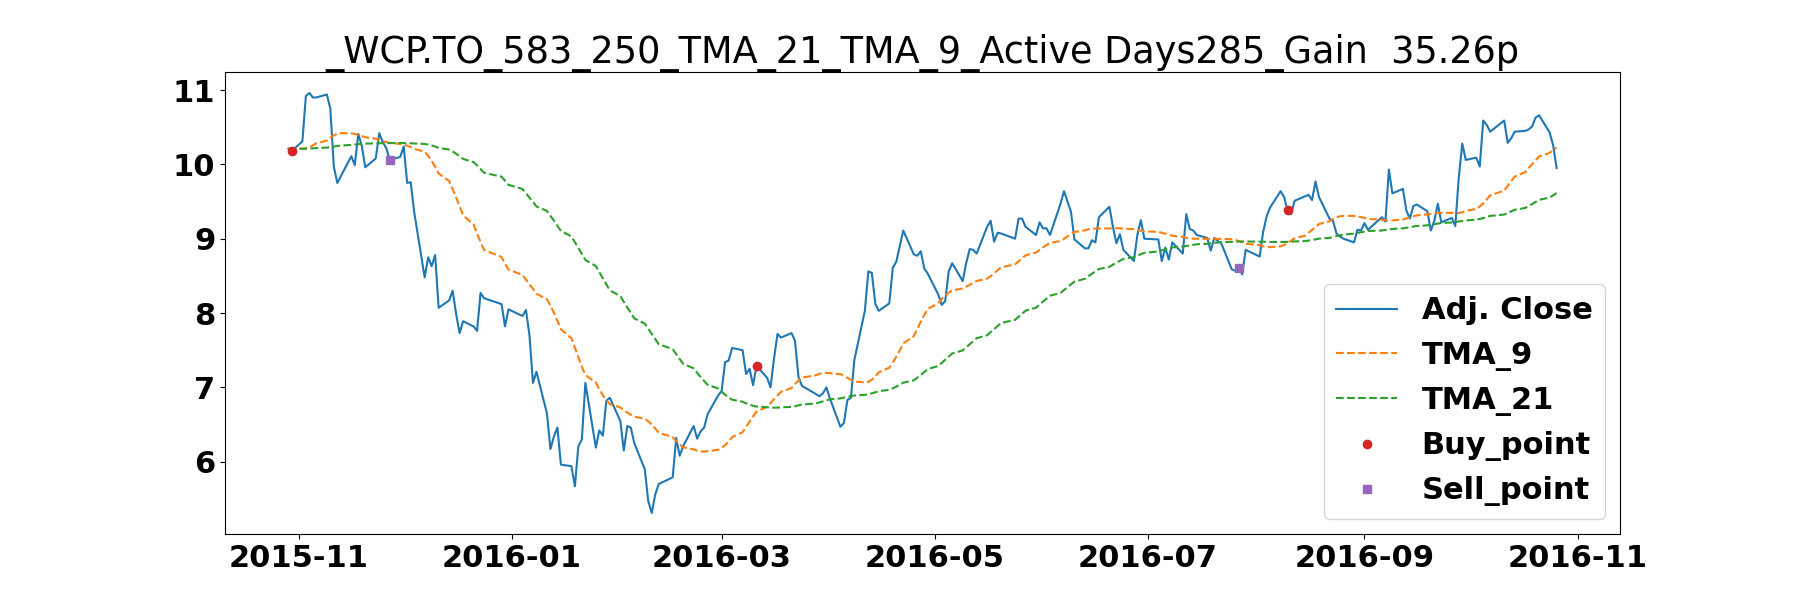 _WCP.TO_583_250_TMA_21_TMA_9_Active Days285_Gain  35.26p
11
10
9
8
7
6
2015-11
2016-01
2016-03
2016-05
2016-07
2016-09
2016-11
Adj. Close
TMA_9
TMA_21
Buy_point
Sell_point